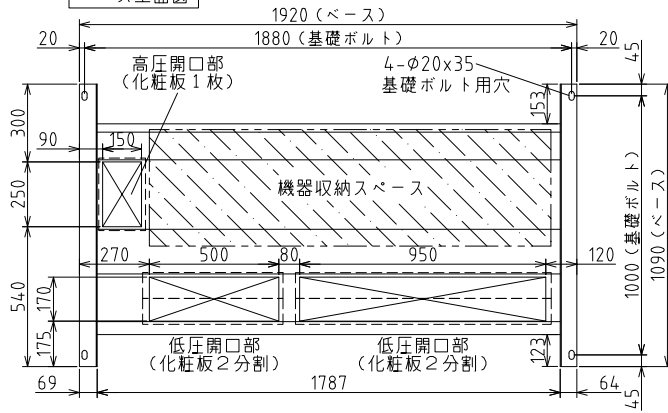 1920(ベース)
20
1880(基礎ボルト)
20
45
高圧開口部
(化粧板1枚)
4-φ20x35
基礎ボルト用穴
153
300
90
150
機器収納スペース
250
1000(基礎ボルト)
1090(ベース)
270
500
80
950
120
540
170
175
低圧開口部
(化粧板2分割)
低圧開口部
(化粧板2分割)
123
69
1787
64
45